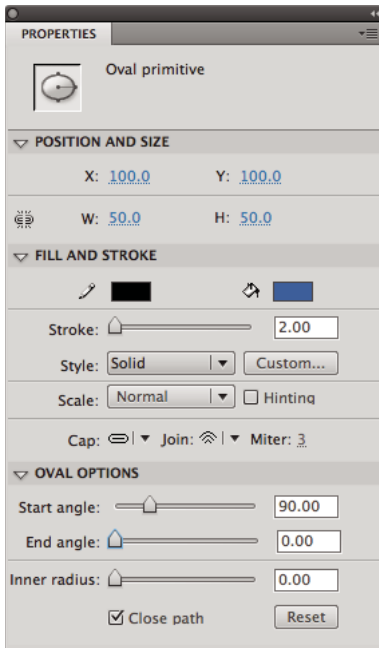 PROPERTIES
Oval primitive
POSITION AND SIZE
X: 100.0 Y: 100.0
W: 50.0 H: 50.0
FILL AND STROKE
Stroke: 2.00
Style: Solid Custom...
Scale: Normal Hinting
Cap: Join: Miter: 3
OVAL OPTIONS
Start angle: 90.00
End angle: 0.00
Inner radius: 0.00
Close path Reset